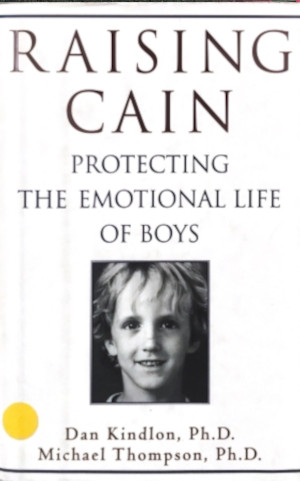 RAISING
CAIN
PROTECTING
THE EMOTIONAL LIFE
OF BOYS
Dan Kindlon, Ph.D.
Michael Thompson, Ph.D.